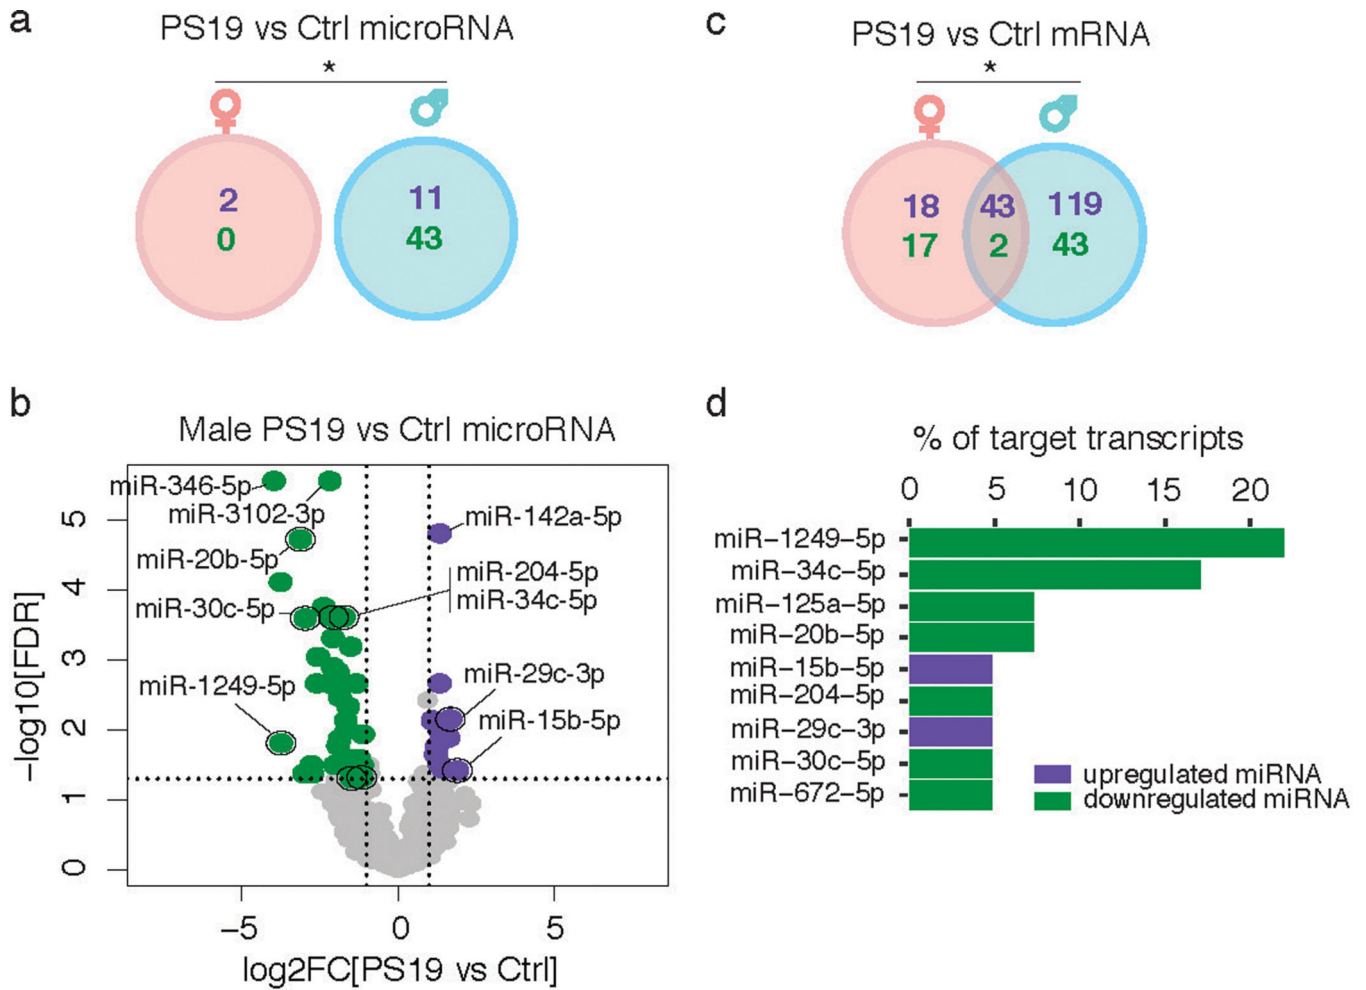 a
PS19 vs Ctrl microRNA
*
♀ ♂
2 11
0 43
c
PS19 vs Ctrl mRNA
*
♀ ♂
18 43 119
17 2 43
b
Male PS19 vs Ctrl microRNA
miR-346-5p
miR-3102-3p
miR-142a-5p
miR-20b-5p
miR-204-5p
miR-30c-5p
miR-34c-5p
miR-29c-3p
miR-1249-5p
miR-15b-5p
5
4
3
2
1
0
−log10[FDR]
−5 0 5
log2FC[PS19 vs Ctrl]
d
% of target transcripts
0 5 10 15 20
miR−1249−5p
miR−34c−5p
miR−125a−5p
miR−20b−5p
miR−15b−5p
miR−204−5p
miR−29c−3p
miR−30c−5p
miR−672−5p
upregulated miRNA
downregulated miRNA